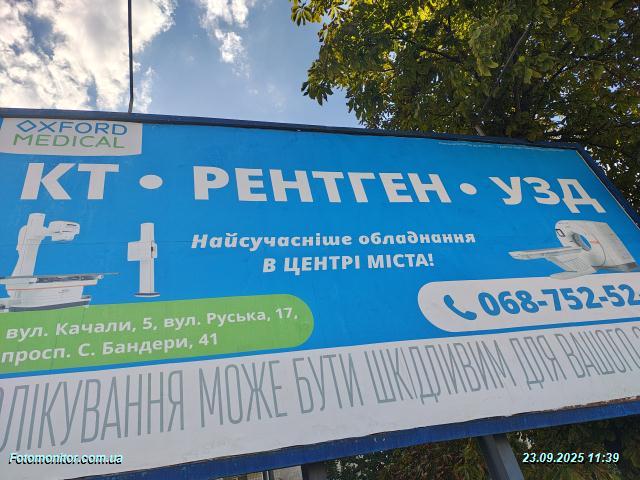 OXFORD
MEDICAL
КТ • РЕНТГЕН • УЗД
Найсучасніше обладнання
В ЦЕНТРІ МІСТА!
068-752-52
вул. Качали, 5, вул. Руська, 17,
просп. С. Бандери, 41
ЛІКУВАННЯ МОЖЕ БУТИ ШКІДЛИВИМ ДЛЯ ВАШОГО
Fotomonitor.com.ua
23.09.2025 11:39